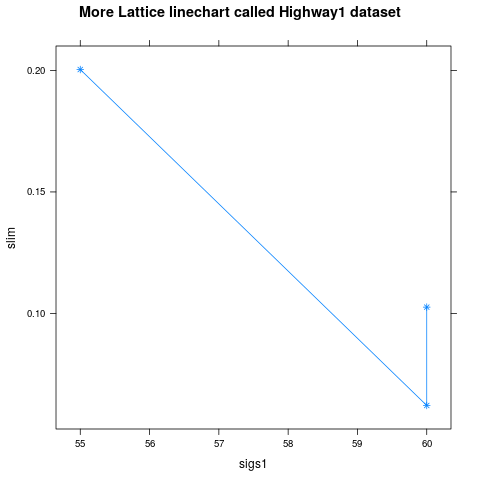 More Lattice linechart called Highway1 dataset
0.20
0.15
0.10
slim
55 56 57 58 59 60
sigs1